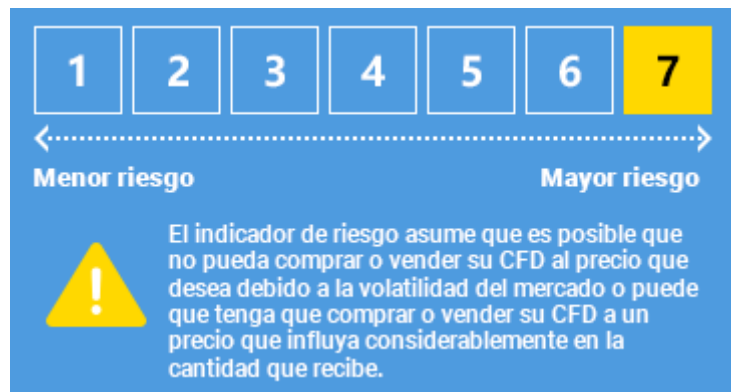 1 2 3 4 5 6 7
Menor riesgo Mayor riesgo
El indicador de riesgo asume que es posible que
no pueda comprar o vender su CFD al precio que
desea debido a la volatilidad del mercado o puede
que tenga que comprar o vender su CFD a un
precio que influya considerablemente en la
cantidad que recibe.